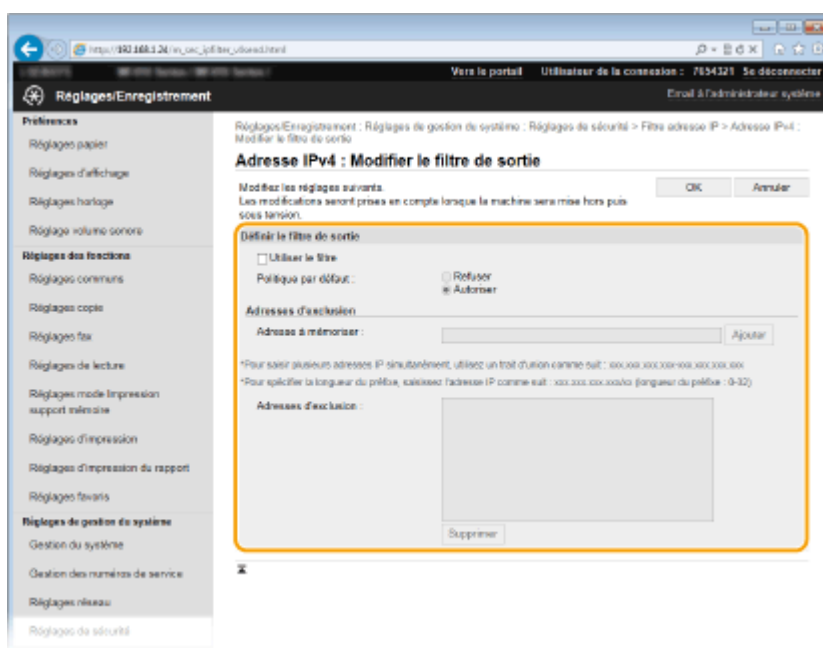 http://192.168.1.24/m_sec_ipfilter_v4send.html
Vers le portail Utilisateur de la connexion : 7654321 Se déconnecter
Réglages/Enregistrement
Email à l'administrateur système
Préférences
Réglages papier
Réglages d'affichage
Réglages horloge
Réglage volume sonore
Réglages des fonctions
Réglages communs
Réglages copie
Réglages fax
Réglages de lecture
Réglages mode Impression
support mémoire
Réglages d'impression
Réglages d'impression du rapport
Réglages favoris
Réglages de gestion du système
Gestion du système
Gestion des numéros de service
Réglages réseau
Réglages de sécurité
Réglages/Enregistrement : Réglages de gestion de système : Réglages de sécurité > Filtre adresse IP > Adresse IPv4 :
Modifier le filtre de sortie
Adresse IPv4 : Modifier le filtre de sortie
Modifiez les réglages suivants.
Les modifications seront prises en compte lorsque la machine sera mise hors puis
sous tension.
OK
Annuler
Définir le filtre de sortie
Utiliser le filtre
Politique par défaut :
Refuser
Autoriser
Adresses d'exclusion
Adresse à mémoriser :
Ajouter
*Pour saisir plusieurs adresses IP simultanément, utilisez un trait d'union comme suit : xxx.xxx.xxx.xxx-xxx.xxx.xxx.xxx
*Pour spécifier la longueur du préfixe, saisissez l'adresse IP comme suit : xxx.xxx.xxx.xxx/xx (longueur du préfixe : 0-32)
Adresses d'exclusion :
Supprimer